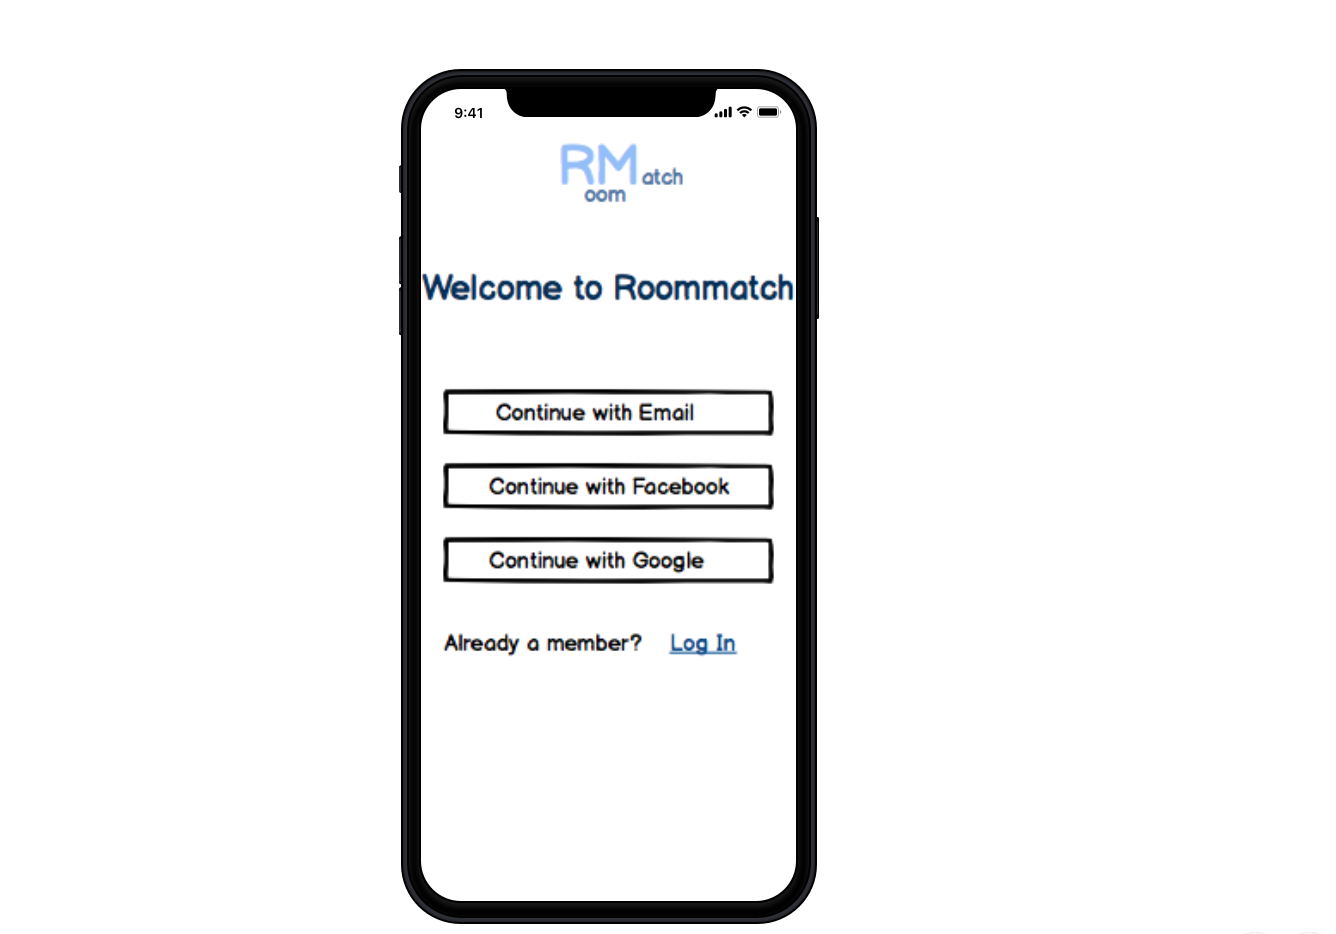 9:41
RM
atch
oom
Welcome to Roommatch
Continue with Email
Continue with Facebook
Continue with Google
Already a member? Log In